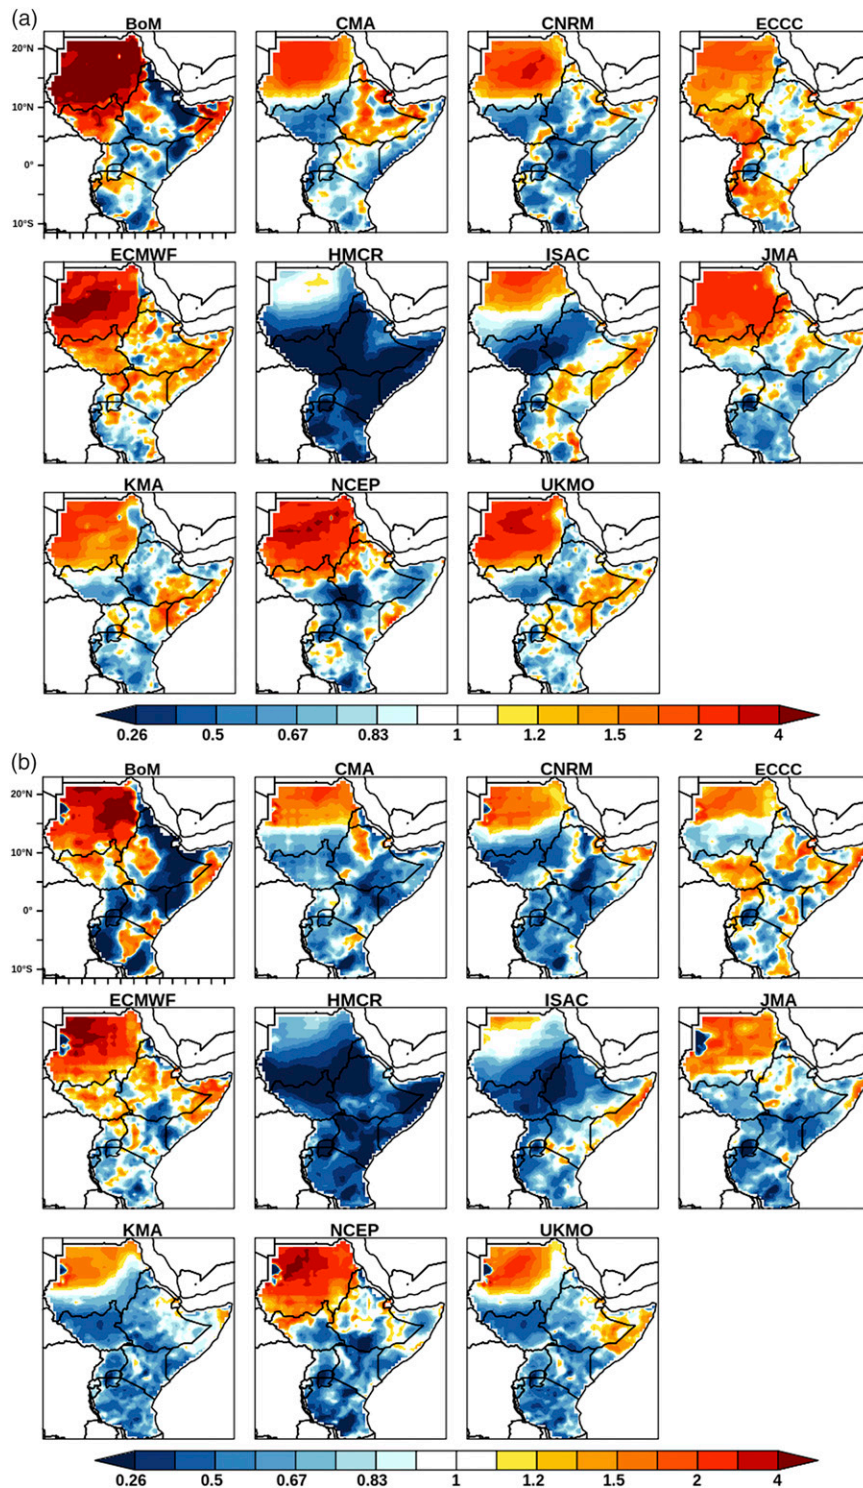 (a)
BoM CMA CNRM ECCC
20°N
10°N
0°
10°S
ECMWF HMCR ISAC JMA
KMA NCEP UKMO
0.26 0.5 0.67 0.83 1 1.2 1.5 2 4
(b)
BoM CMA CNRM ECCC
20°N
10°N
0°
10°S
ECMWF HMCR ISAC JMA
KMA NCEP UKMO
0.26 0.5 0.67 0.83 1 1.2 1.5 2 4